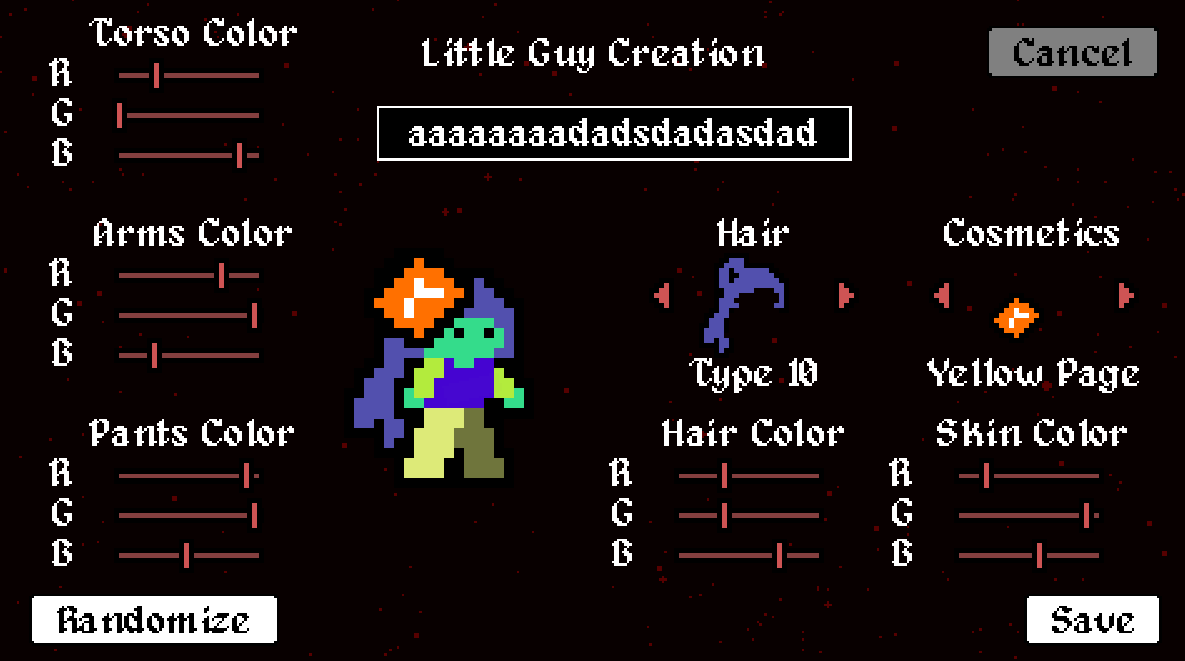 Torso Color
R
G
B
Little Guy Creation
Cancel
aaaaaaaadadsdadasdad
Arms Color
R
G
B
Hair
Type 10
Cosmetics
Yellow Page
Pants Color
R
G
B
Hair Color
R
G
B
Skin Color
R
G
B
Randomize
Save